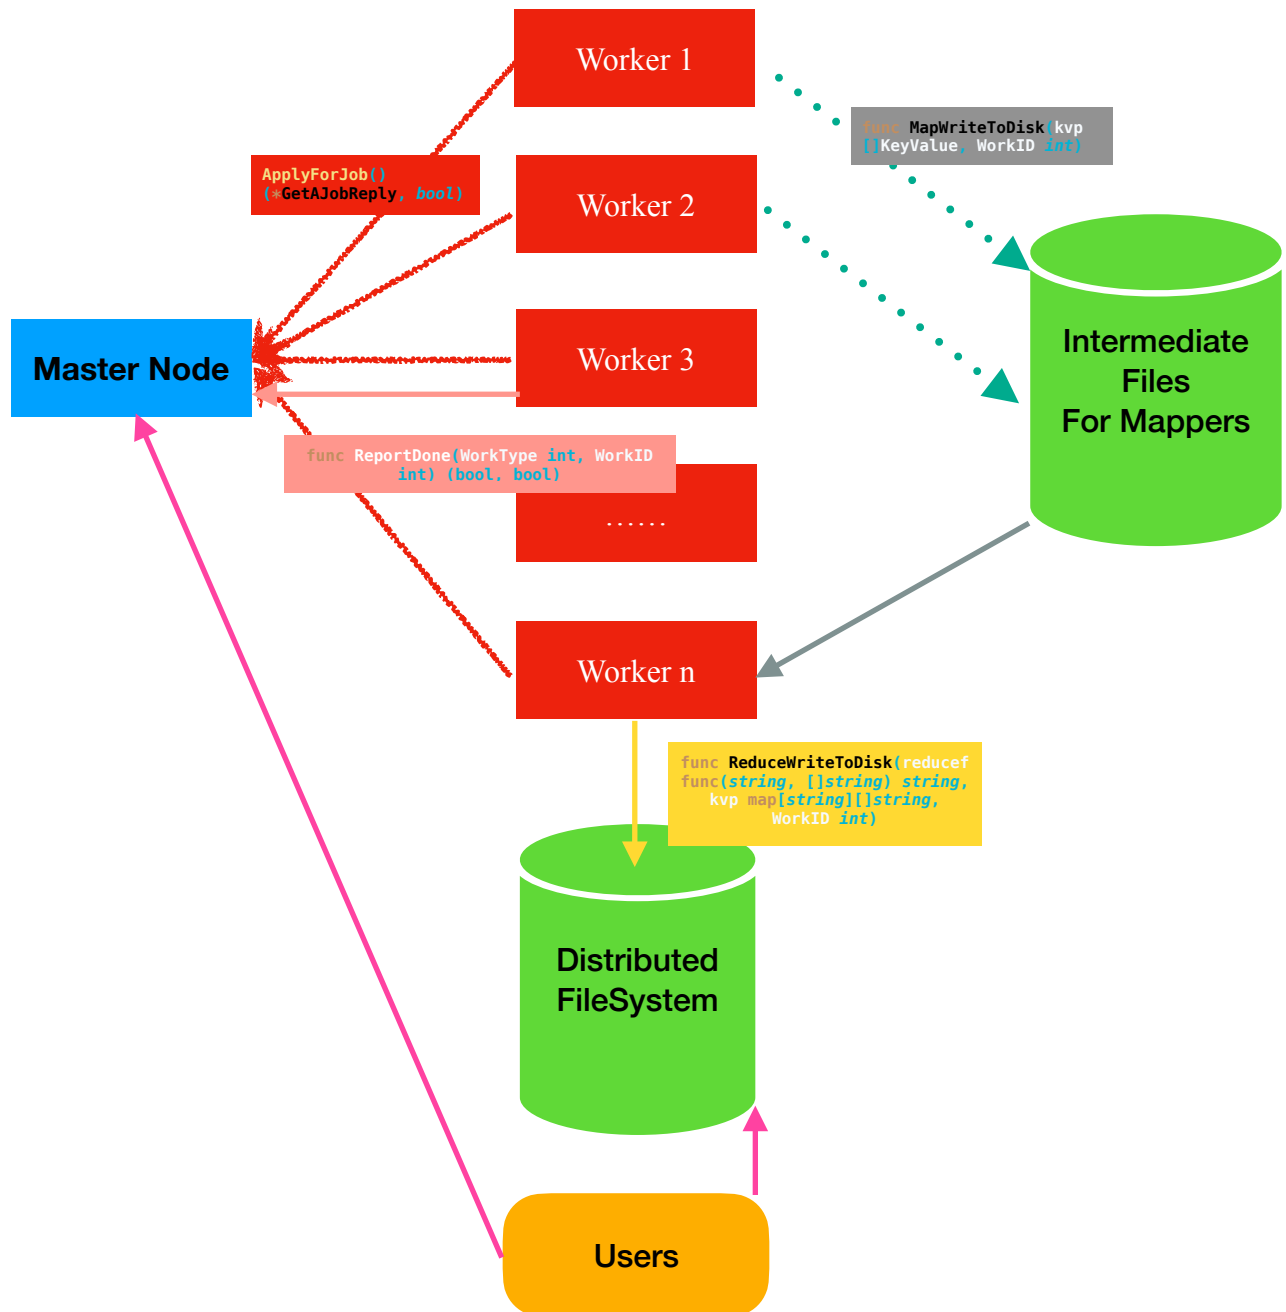 Worker 1
func MapWriteToDisk(kvp
[]KeyValue, WorkID int)
ApplyForJob()
(*GetAJobReply, bool)
Worker 2
Master Node
Worker 3
Intermediate
Files
For Mappers
func ReportDone(WorkType int, WorkID
int) (bool, bool)
......
Worker n
func ReduceWriteToDisk(reducef
func(string, []string) string,
kvp map[string][]string,
WorkID int)
Distributed
FileSystem
Users